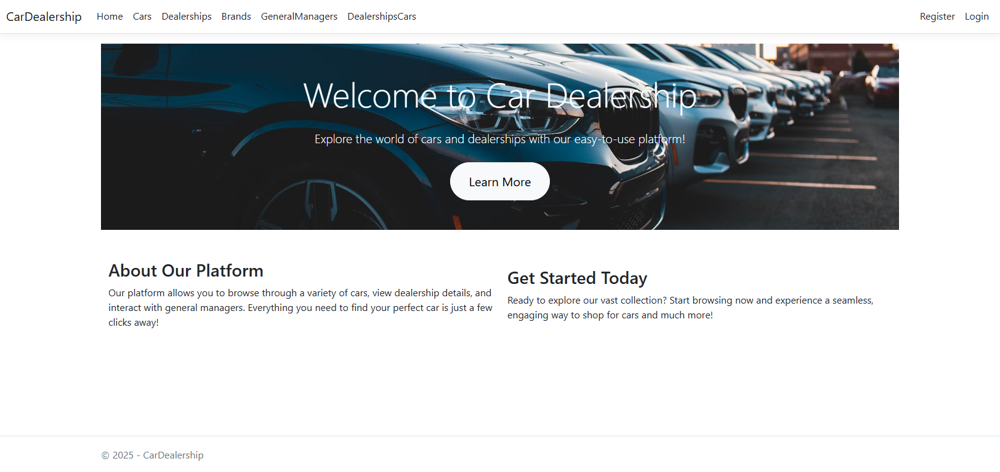 CarDealership Home Cars Dealerships Brands GeneralManagers DealershipsCars Register Login
Welcome to Car Dealership
Explore the world of cars and dealerships with our easy-to-use platform!
Learn More
About Our Platform
Our platform allows you to browse through a variety of cars, view dealership details, and
interact with general managers. Everything you need to find your perfect car is just a few
clicks away!
Get Started Today
Ready to explore our vast collection? Start browsing now and experience a seamless,
engaging way to shop for cars and much more!
© 2025 - CarDealership